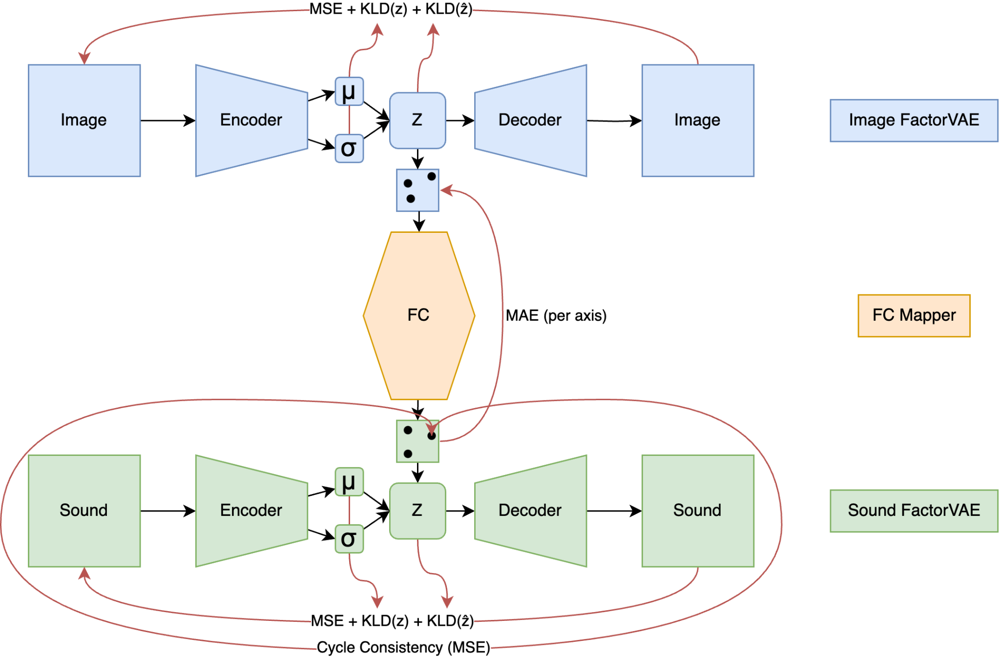 MSE + KLD(z) + KLD(ẑ)
Image
Encoder
μ
σ
z
Decoder
Image
Image FactorVAE
FC
MAE (per axis)
FC Mapper
Sound
Encoder
μ
σ
z
Decoder
Sound
Sound FactorVAE
MSE + KLD(z) + KLD(ẑ)
Cycle Consistency (MSE)